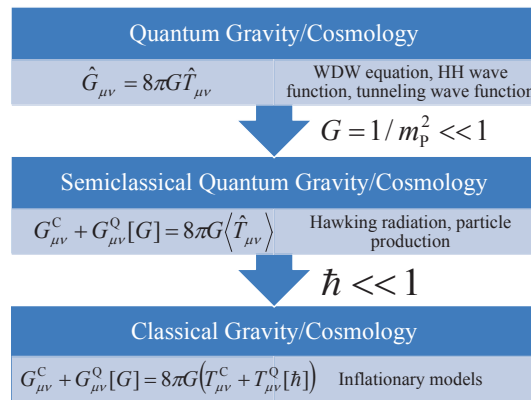 Quantum Gravity/Cosmology
Ĝ_μν = 8πG T̂_μν
WDW equation, HH wave
function, tunneling wave function
G = 1/m_P^2 << 1
Semiclassical Quantum Gravity/Cosmology
G^C_μν + G^Q_μν[G] = 8πG⟨T̂_μν⟩
Hawking radiation, particle
production
ħ << 1
Classical Gravity/Cosmology
G^C_μν + G^Q_μν[G] = 8πG(T^C_μν + T^Q_μν[ħ])
Inflationary models